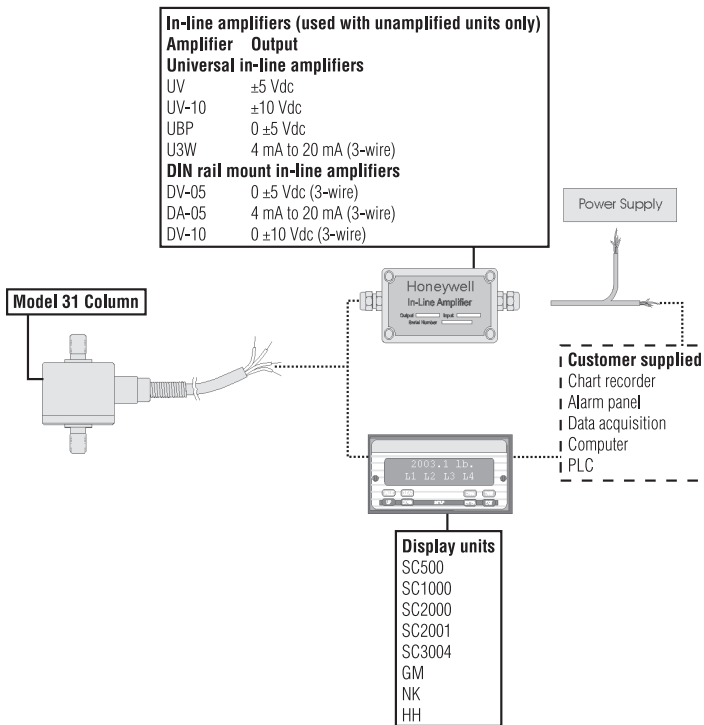 In-line amplifiers (used with unamplified units only)
Amplifier Output
Universal in-line amplifiers
UV ±5 Vdc
UV-10 ±10 Vdc
UBP 0 ±5 Vdc
U3W 4 mA to 20 mA (3-wire)
DIN rail mount in-line amplifiers
DV-05 0 ±5 Vdc (3-wire)
DA-05 4 mA to 20 mA (3-wire)
DV-10 0 ±10 Vdc (3-wire)
Power Supply
Honeywell
In-Line Amplifier
Output Input
Serial Number
Model 31 Column
Customer supplied
Chart recorder
Alarm panel
Data acquisition
Computer
PLC
2003.1 lb.
L1 L2 L3 L4
SETUP
Display units
SC500
SC1000
SC2000
SC2001
SC3004
GM
NK
HH